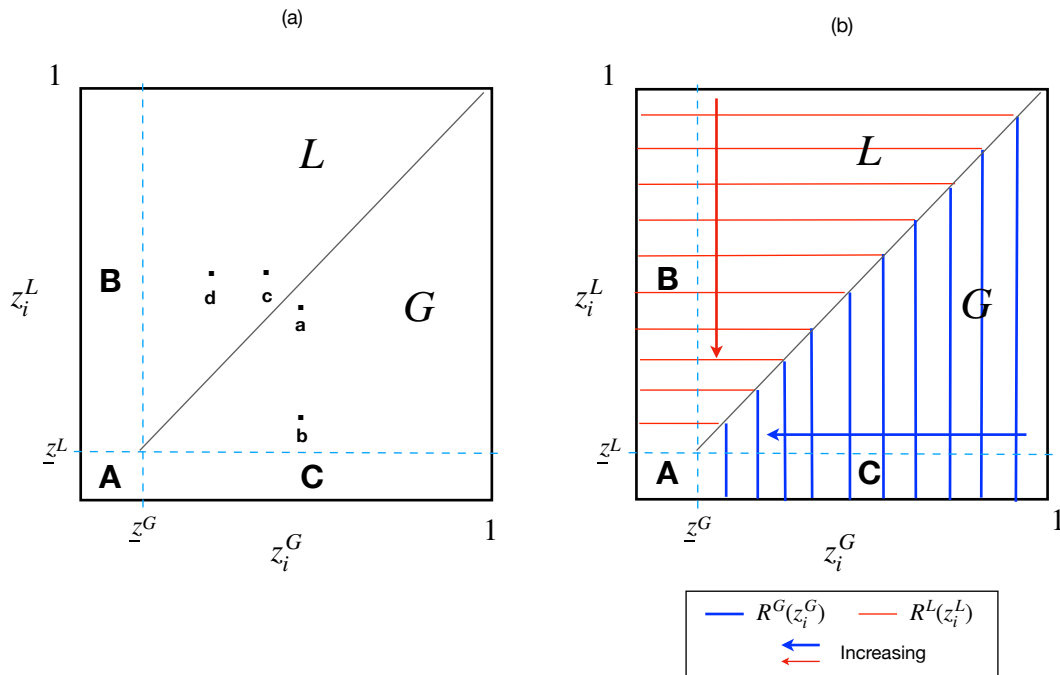 (a)
1
L
B
d
c
a
G
z_i^L
b
z̲^L
A
C
z̲^G
1
z_i^G
(b)
1
L
B
z_i^L
G
z̲^L
A
C
z̲^G
1
z_i^G
R^G(z_i^G)
R^L(z_i^L)
Increasing